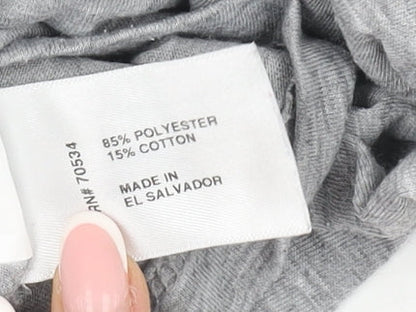 85% POLYESTER
15% COTTON
MADE IN
EL SALVADOR
RN# 70534